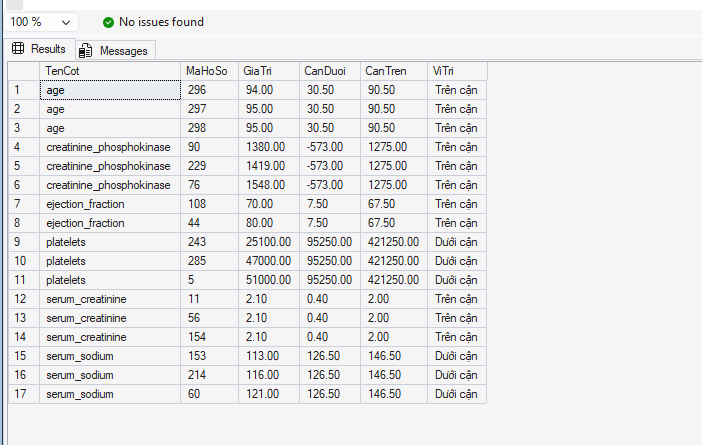 100 % No issues found
Results Messages
TenCot MaHoSo GiaTri CanDuoi CanTren ViTri
1 age 296 94.00 30.50 90.50 Trên cận
2 age 297 95.00 30.50 90.50 Trên cận
3 age 298 95.00 30.50 90.50 Trên cận
4 creatinine_phosphokinase 90 1380.00 -573.00 1275.00 Trên cận
5 creatinine_phosphokinase 229 1419.00 -573.00 1275.00 Trên cận
6 creatinine_phosphokinase 76 1548.00 -573.00 1275.00 Trên cận
7 ejection_fraction 108 70.00 7.50 67.50 Trên cận
8 ejection_fraction 44 80.00 7.50 67.50 Trên cận
9 platelets 243 25100.00 95250.00 421250.00 Dưới cận
10 platelets 285 47000.00 95250.00 421250.00 Dưới cận
11 platelets 5 51000.00 95250.00 421250.00 Dưới cận
12 serum_creatinine 11 2.10 0.40 2.00 Trên cận
13 serum_creatinine 56 2.10 0.40 2.00 Trên cận
14 serum_creatinine 154 2.10 0.40 2.00 Trên cận
15 serum_sodium 153 113.00 126.50 146.50 Dưới cận
16 serum_sodium 214 116.00 126.50 146.50 Dưới cận
17 serum_sodium 60 121.00 126.50 146.50 Dưới cận